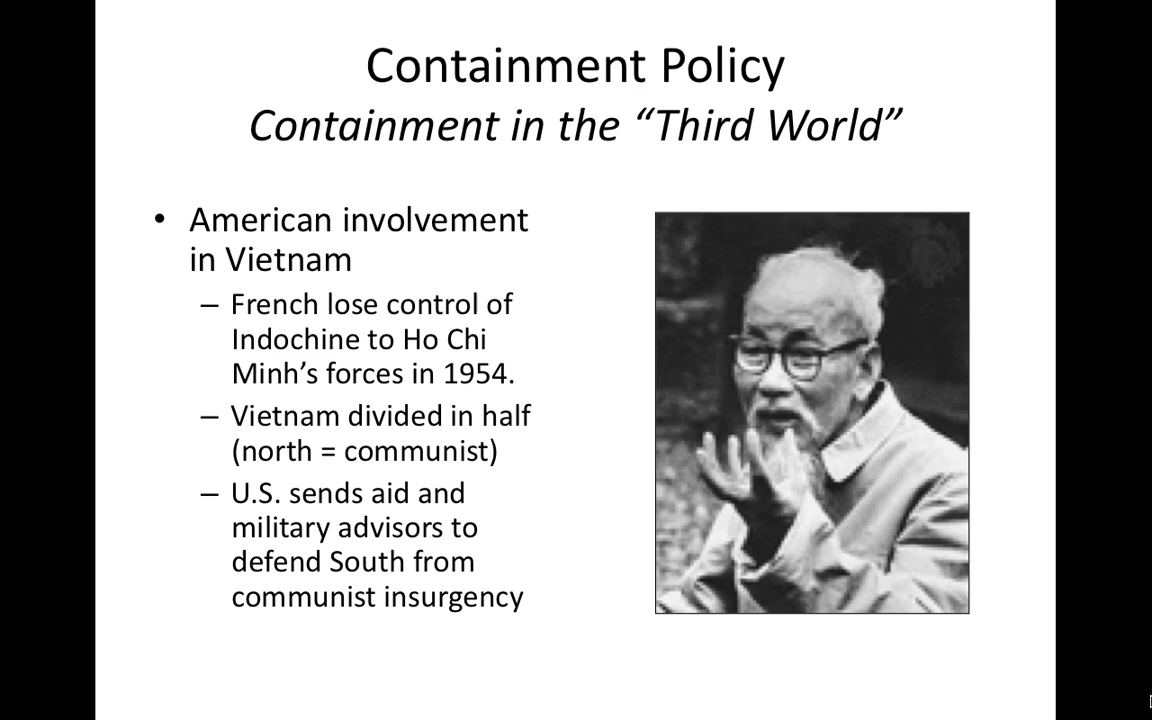 Containment Policy
Containment in the “Third World”
• American involvement
in Vietnam
– French lose control of
Indochine to Ho Chi
Minh’s forces in 1954.
– Vietnam divided in half
(north = communist)
– U.S. sends aid and
military advisors to
defend South from
communist insurgency